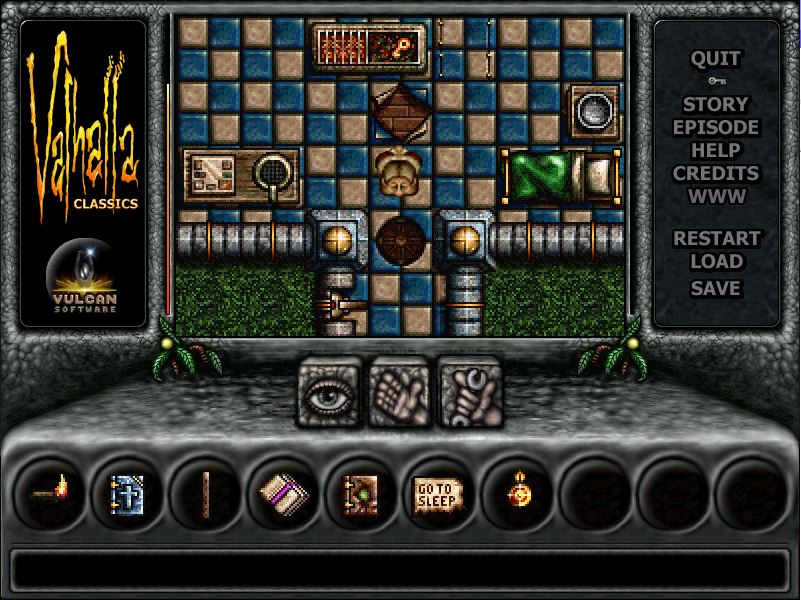 Valhalla
CLASSICS
VULCAN
SOFTWARE
QUIT
STORY
EPISODE
HELP
CREDITS
WWW
RESTART
LOAD
SAVE
GO TO
SLEEP